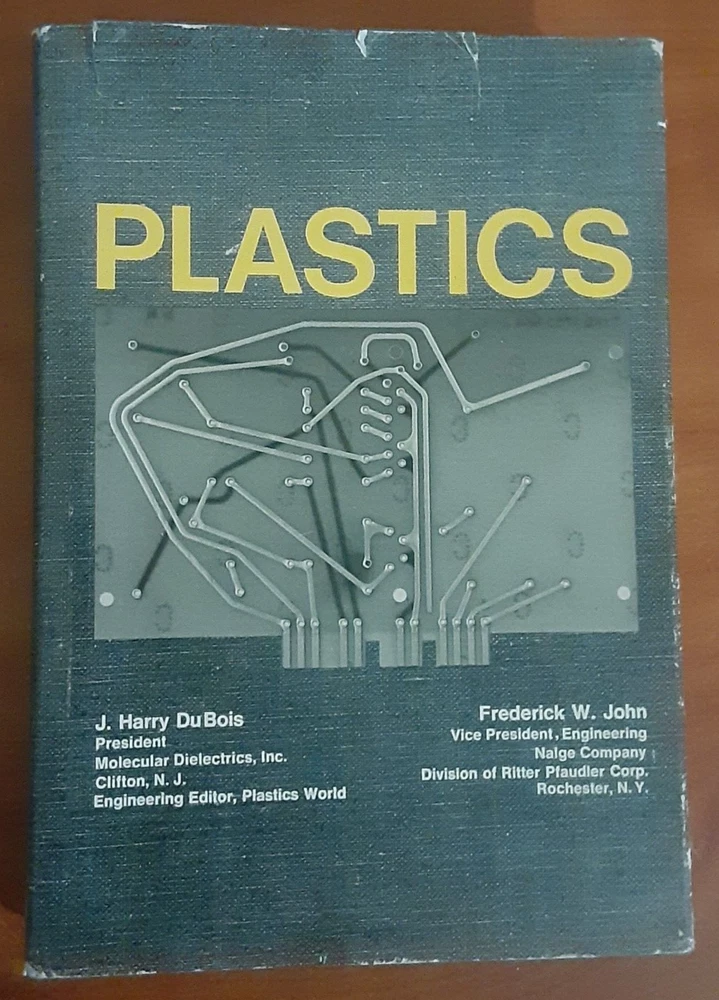 PLASTICS
J. Harry DuBois
President
Molecular Dielectrics, Inc.
Clifton, N. J.
Engineering Editor, Plastics World
Frederick W. John
Vice President, Engineering
Nalge Company
Division of Ritter Pfaudler Corp.
Rochester, N.Y.